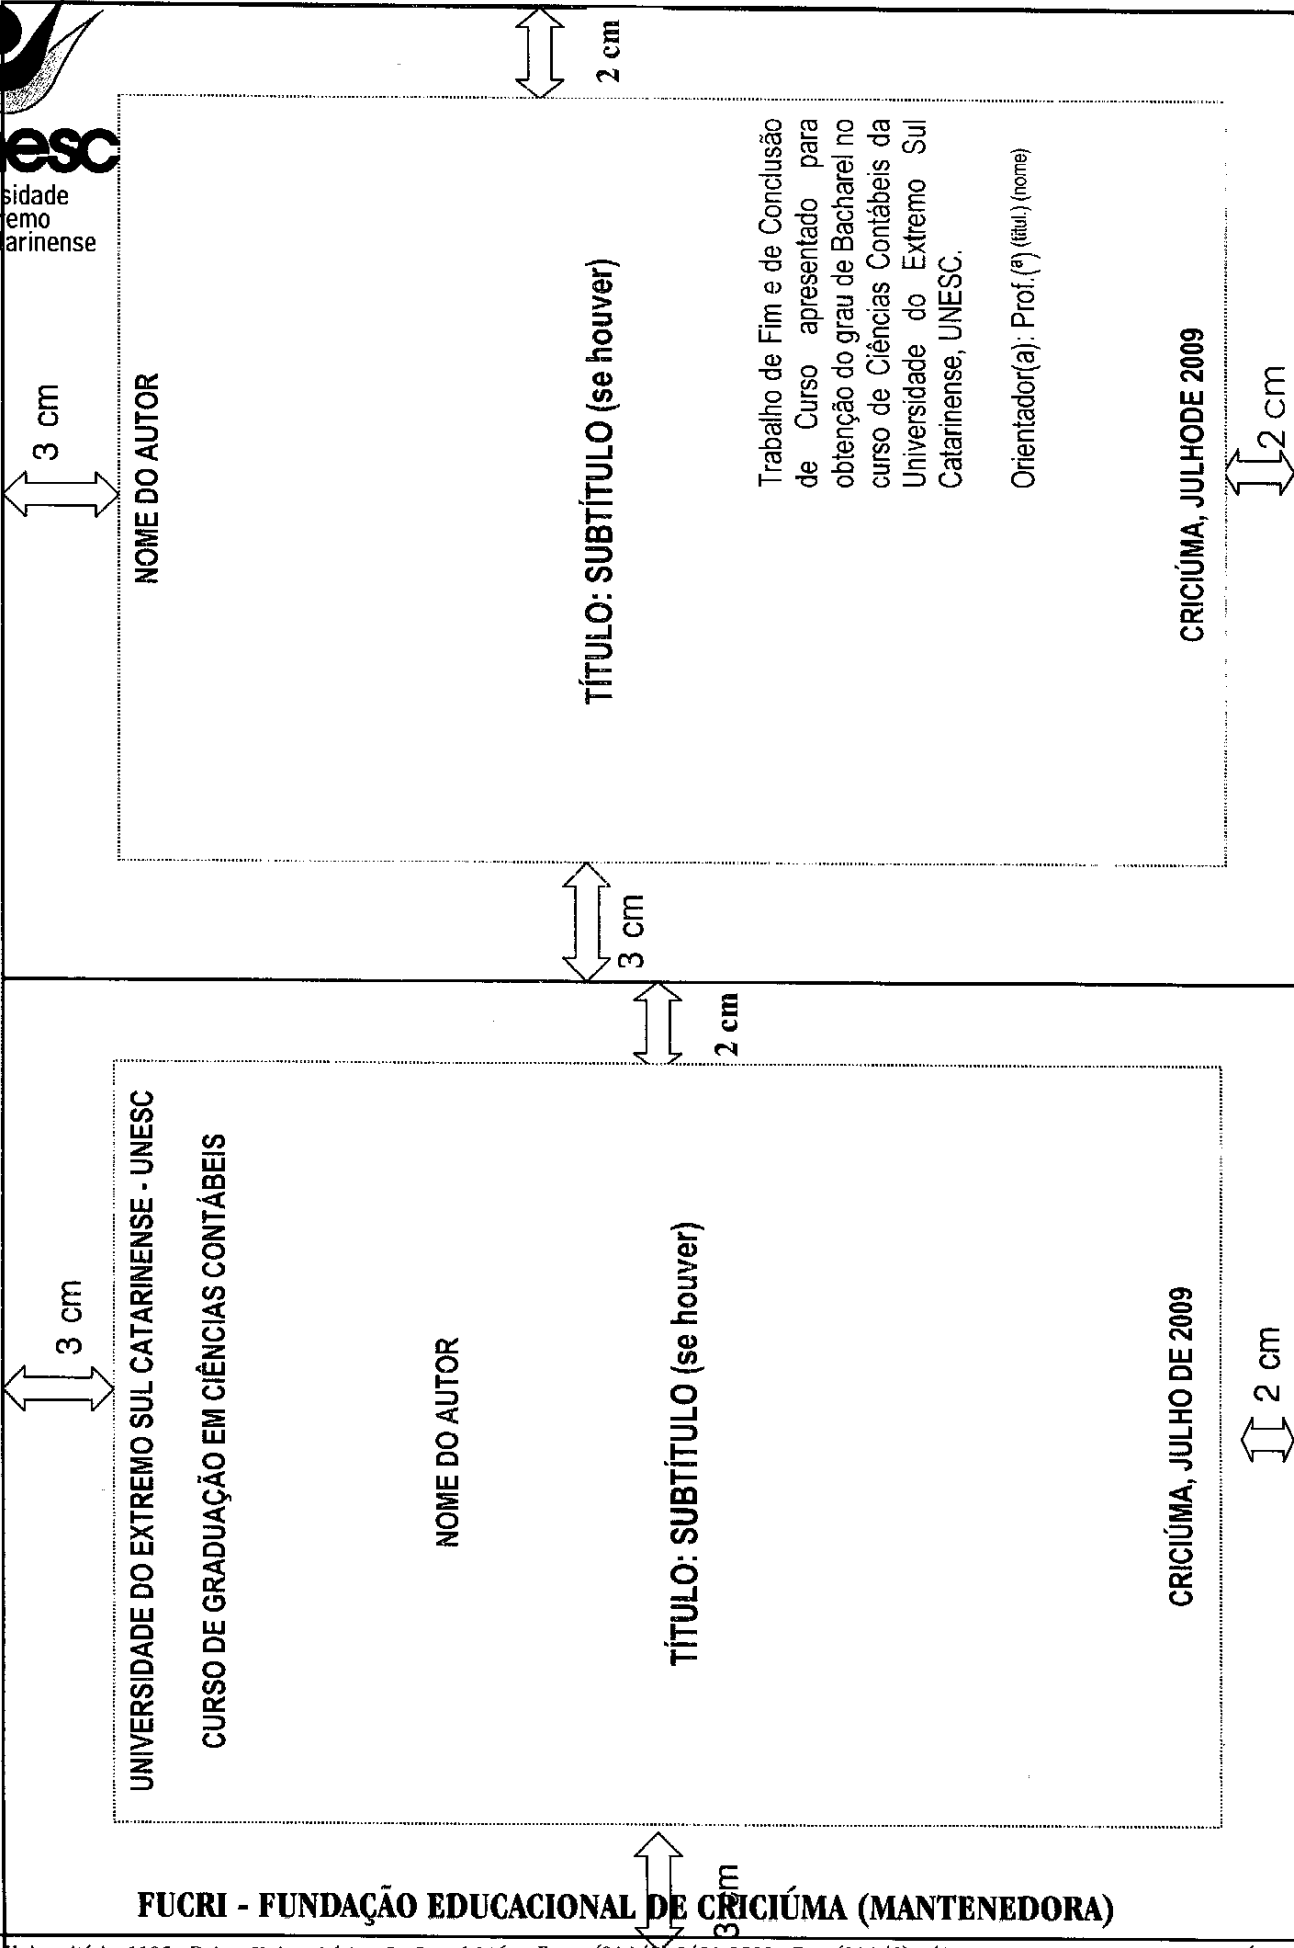 esc
sidade
emo
arinense
3 cm
UNIVERSIDADE DO EXTREMO SUL CATARINENSE - UNESC
CURSO DE GRADUAÇÃO EM CIÊNCIAS CONTÁBEIS
NOME DO AUTOR
TÍTULO: SUBTÍTULO (se houver)
CRICIÚMA, JULHO DE 2009
3 cm
2 cm
2 cm
3 cm
NOME DO AUTOR
TÍTULO: SUBTÍTULO (se houver)
Trabalho de Fim e de Conclusão
de Curso apresentado para
obtenção do grau de Bacharel no
curso de Ciências Contábeis da
Universidade do Extremo Sul
Catarinense, UNESC.
Orientador(a): Prof.(ª) (titul.) (nome)
CRICIÚMA, JULHODE 2009
3 cm
2 cm
2 cm
FUCRI - FUNDAÇÃO EDUCACIONAL DE CRICIÚMA (MANTENEDORA)